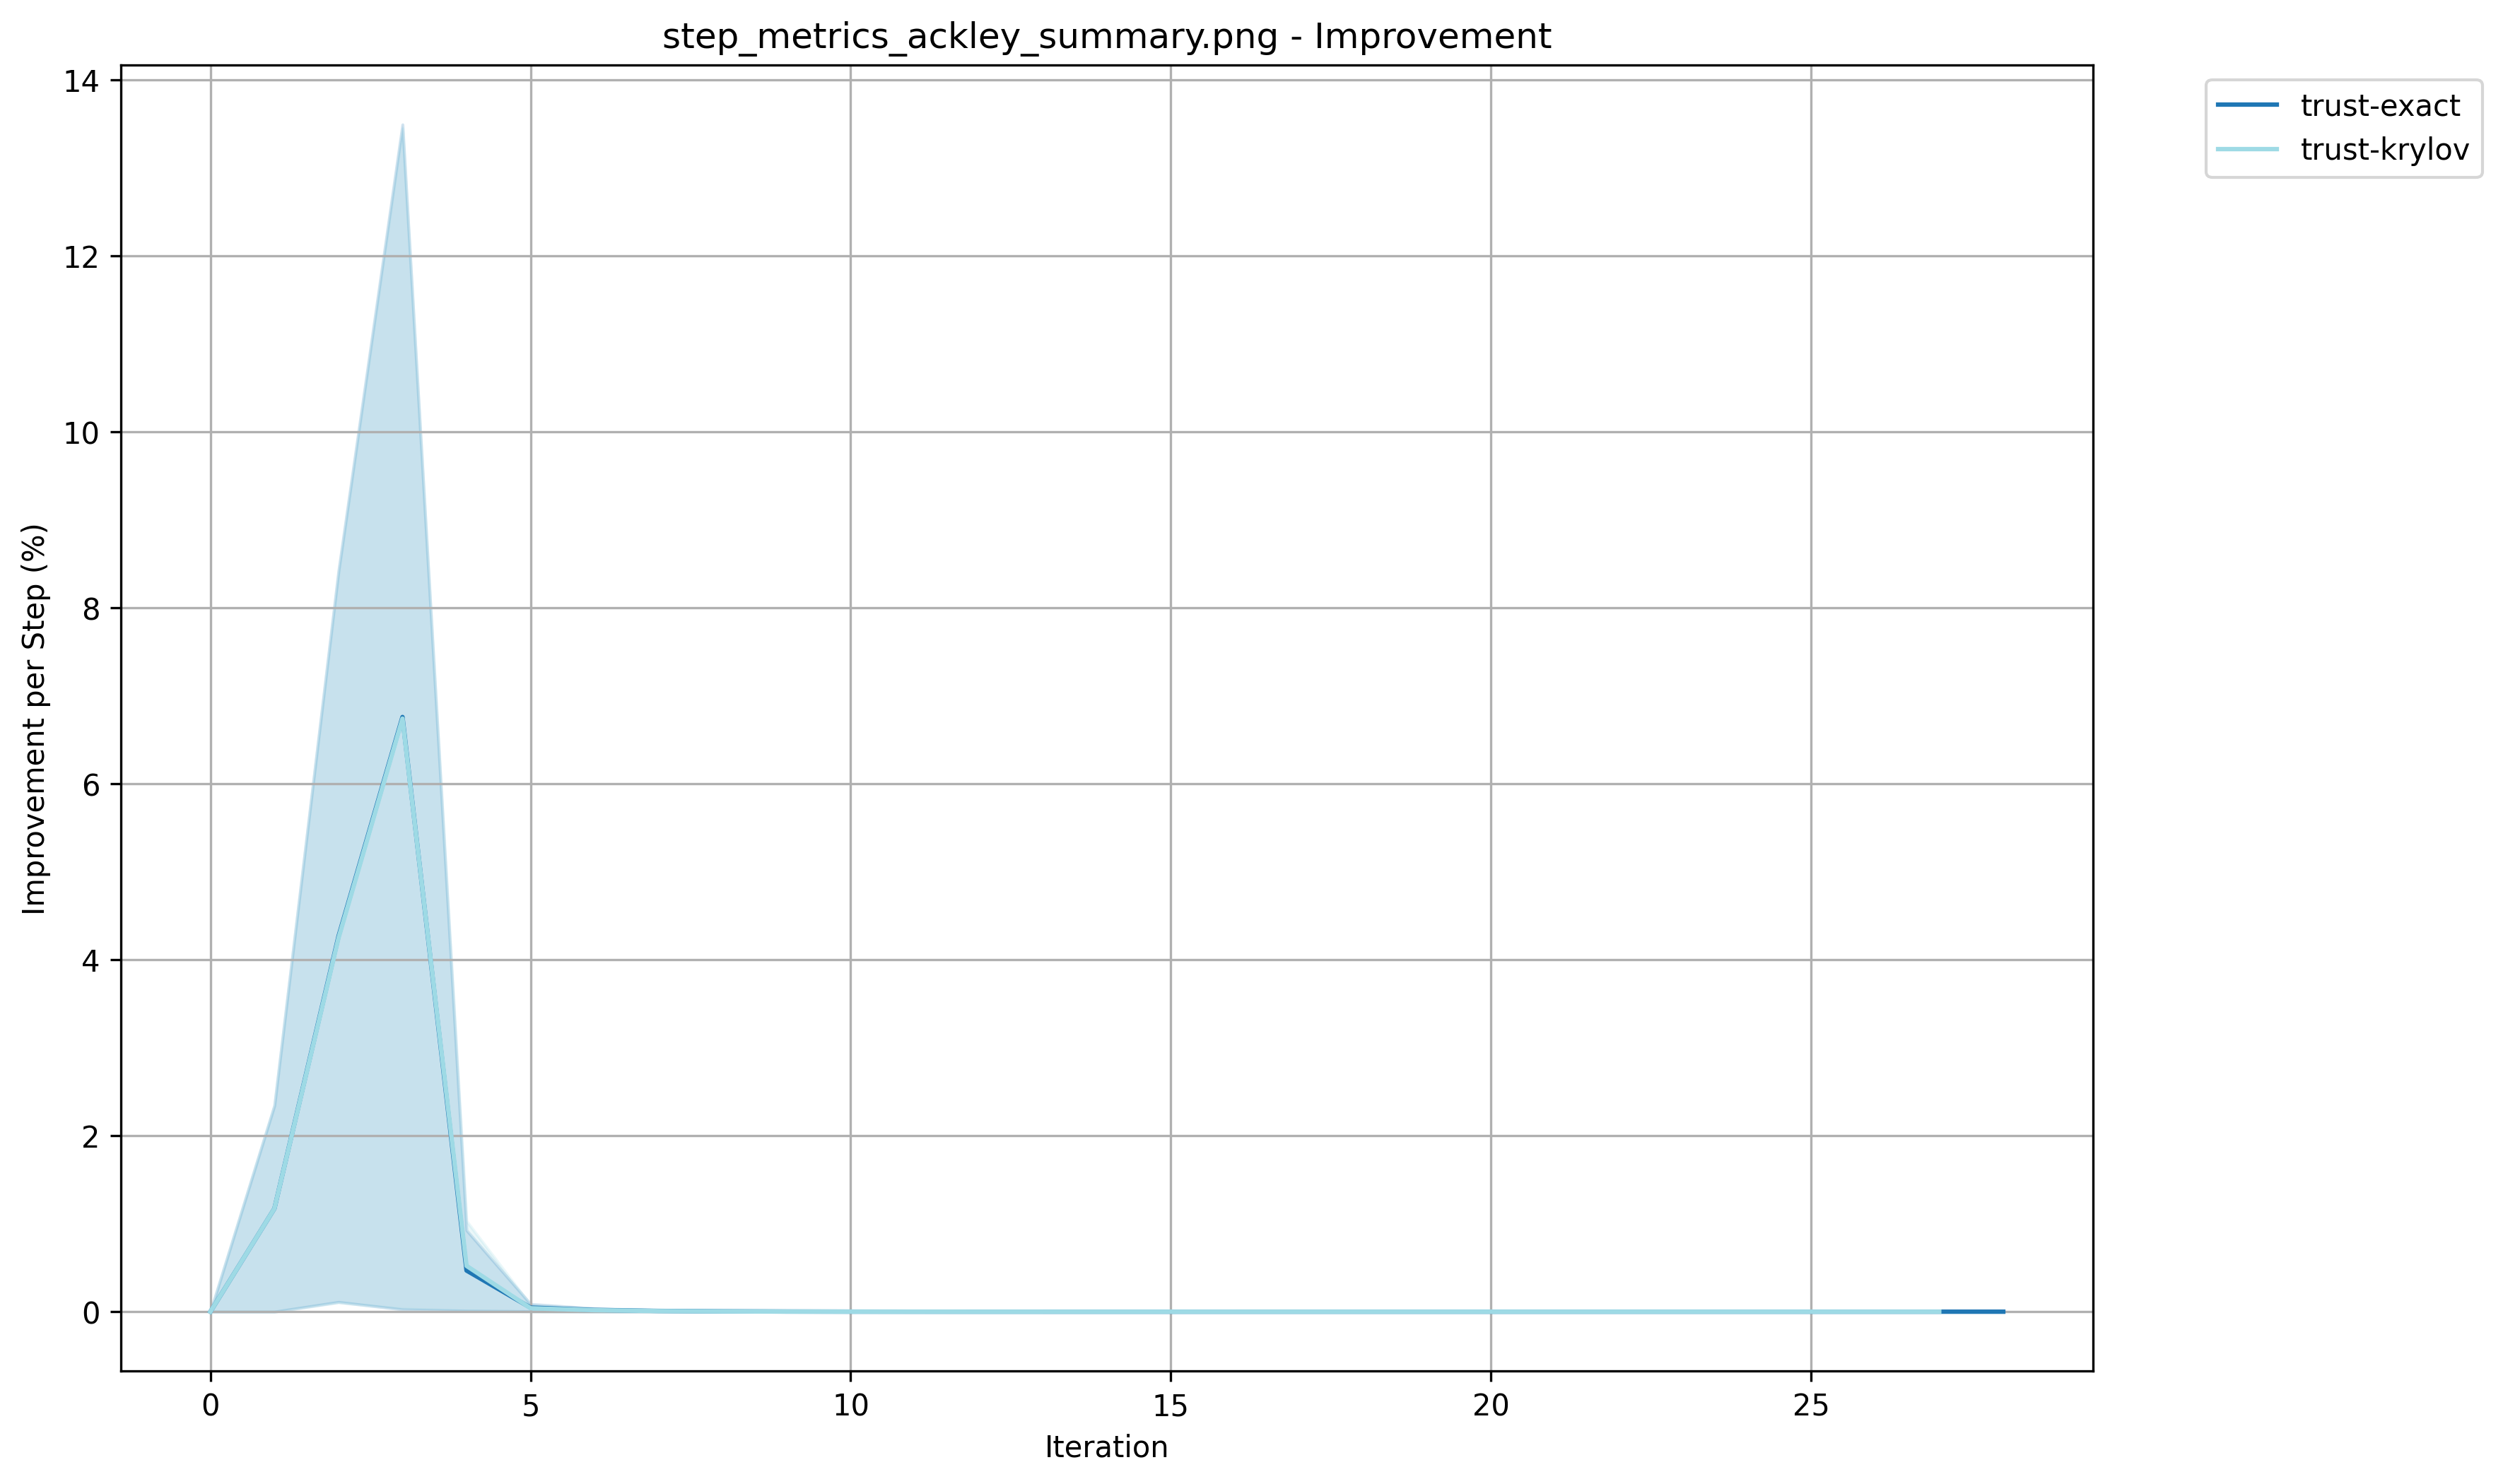 step_metrics_ackley_summary.png - Improvement
trust-exact
trust-krylov
Improvement per Step (%)
14
12
10
8
6
4
2
0
0 5 10 15 20 25
Iteration